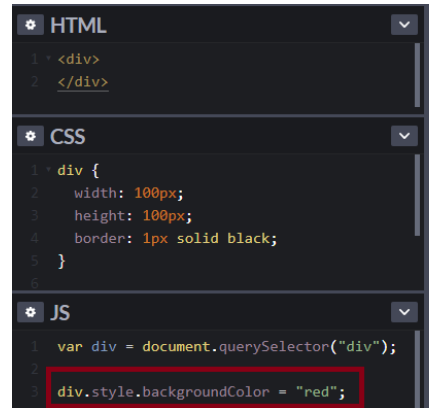 HTML
1 <div>
2 </div>
CSS
1 div {
2 width: 100px;
3 height: 100px;
4 border: 1px solid black;
5 }
6
JS
1 var div = document.querySelector("div");
2
3 div.style.backgroundColor = "red";